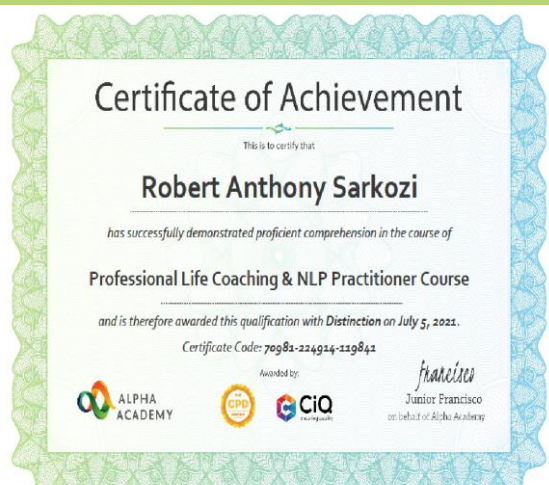 Certificate of Achievement
This is to certify that
Robert Anthony Sarkozi
has successfully demonstrated proficient comprehension in the course of
Professional Life Coaching & NLP Practitioner Course
and is therefore awarded this qualification with Distinction on July 5, 2021.
Certificate Code: 70981-224914-119841
Awarded by:
ALPHA
ACADEMY
CPD
CiQ
francisco
Junior Francisco
on behalf of Alpha Academy